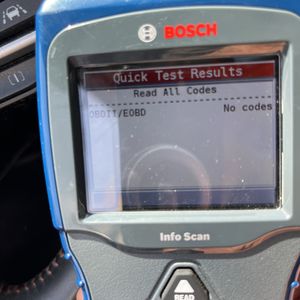 BOSCH
Quick Test Results
Read All Codes
OBDII/EOBD No codes
Info Scan
READ